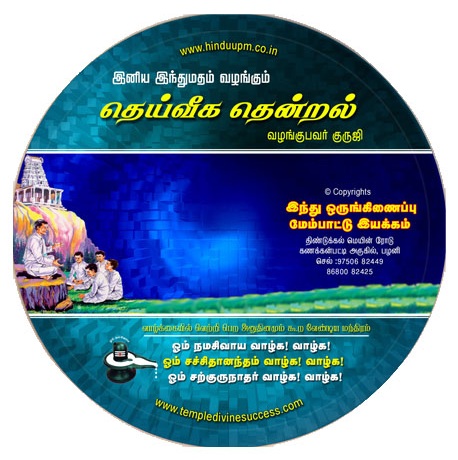 www.hinduupm.co.in
இனிய இந்துமதம் வழங்கும்
தெய்வீக தென்றல்
வழங்குபவர் குருஜி
© Copyrights
இந்து ஒருங்கிணைப்பு
மேம்பாட்டு இயக்கம்
திண்டுக்கல் மெயின் ரோடு
கணக்கன்பட்டி அருகில், பழனி
செல் :97506 82449
86800 82425
வாழ்க்கையில் வெற்றி பெற அனுதினமும் கூற வேண்டிய மந்திரம்
ஓம் நமசிவாய வாழ்க! வாழ்க!
ஓம் சச்சிதானந்தம் வாழ்க! வாழ்க!
ஓம் சற்குருநாதர் வாழ்க! வாழ்க!
www.templedivinesuccess.com